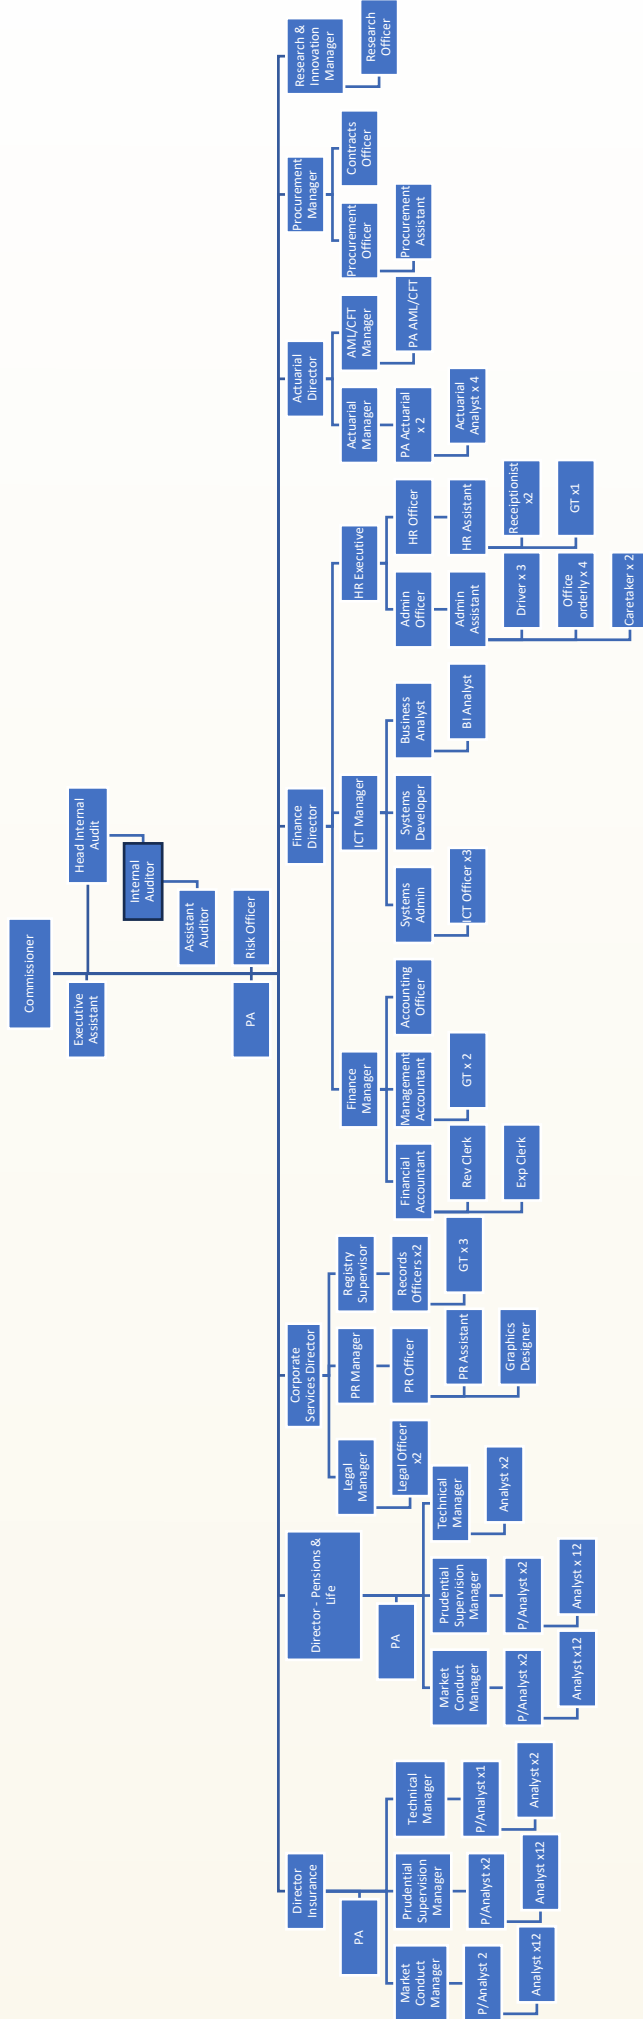 Commissioner
Executive
Assistant
Head Internal
Audit
Internal
Auditor
Assistant
Auditor
PA
Risk Officer
Director
Insurance
PA
Market
Conduct
Manager
P/Analyst 2
Analyst x12
Prudential
Supervision
Manager
P/Analyst x2
Analyst x12
Technical
Manager
P/Analyst x1
Analyst x2
Director - Pensions &
Life
PA
Market
Conduct
Manager
P/Analyst x2
Analyst x12
Prudential
Supervision
Manager
P/Analyst x2
Analyst x 12
Technical
Manager
Analyst x2
Corporate
Services Director
Legal
Manager
Legal Officer
x2
PR Manager
PR Officer
PR Assistant
Graphics
Designer
Registry
Supervisor
Records
Officers x2
GT x 3
Finance
Director
Finance
Manager
Financial
Accountant
Rev Clerk
Exp Clerk
Management
Accountant
GT x 2
Accounting
Officer
ICT Manager
Systems
Admin
ICT Officer x3
Systems
Developer
Business
Analyst
BI Analyst
HR Executive
Admin
Officer
Admin
Assistant
Driver x 3
Office
orderly x 4
Caretaker x 2
HR Officer
HR Assistant
Receiptionist
x2
GT x1
Actuarial
Director
Actuarial
Manager
PA Actuarial
x 2
Actuarial
Analyst x 4
AML/CFT
Manager
PA AML/CFT
Procurement
Manager
Procurement
Officer
Procurement
Assistant
Contracts
Officer
Research &
Innovation
Manager
Research
Officer